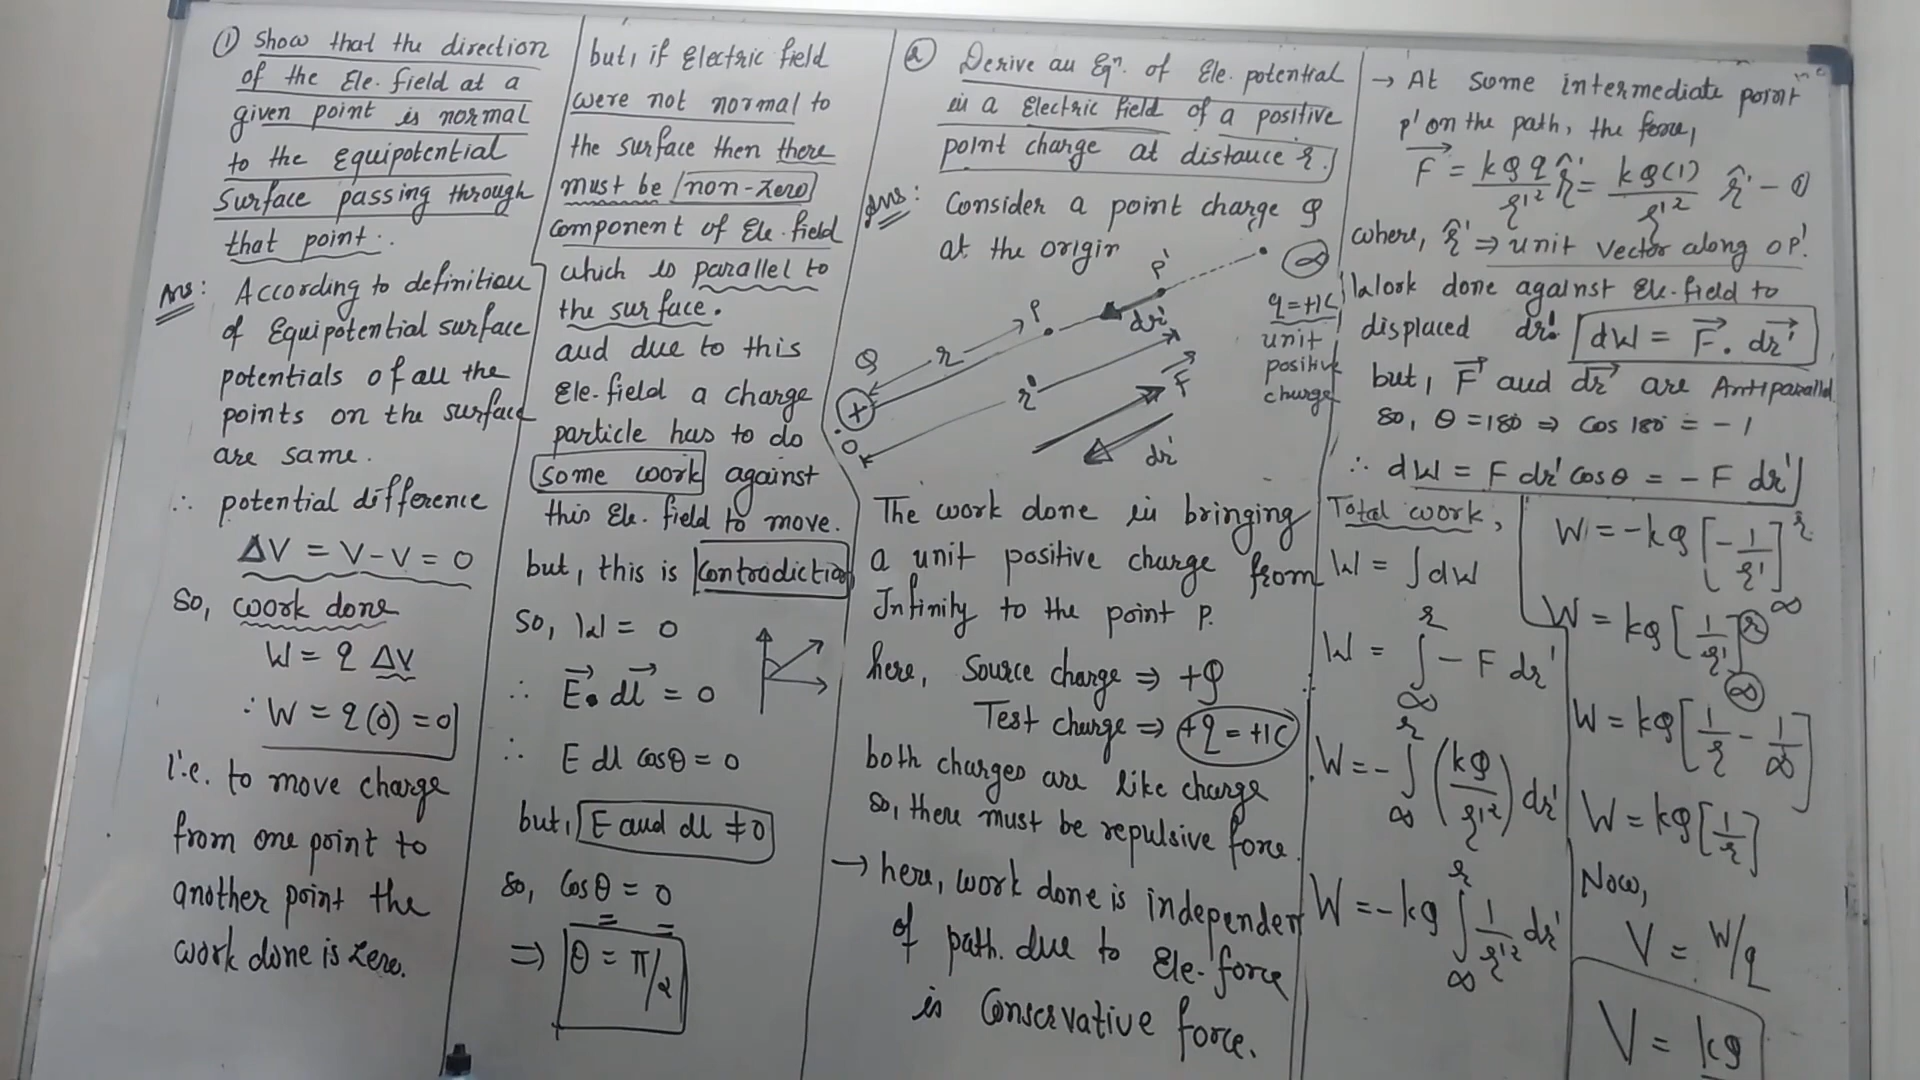 ① Show that the direction
of the Ele. field at a
given point is normal
to the Equipotential
Surface passing through
that point.
Ans: According to definition
of Equipotential surface
potentials of all the
points on the surface
are same.
∴ potential difference
ΔV = V-V = 0
So, work done
W = q ΔV
∴ W = q(0) = 0
i.e. to move charge
from one point to
another point the
work done is zero.
but, if Electric field
were not normal to
the surface then there
must be non-zero
component of Ele. field
which is parallel to
the surface.
and due to this
Ele. field a charge
particle has to do
some work against
this Ele. field to move.
but, this is Contradiction
So, W = 0
∴ E⃗ . dl⃗ = 0
∴ E dl cosθ = 0
but, E and dl ≠ 0
so, Cosθ = 0
⇒ θ = π/2
② Derive an Eqn. of Ele. potential
in a Electric field of a positive
point charge at distance r.
Ans: Consider a point charge Q
at the origin
∞
P'
P
dr'
q = +1C
unit
positive
charge
Q
r
+
O
r'
F
dr'
The work done in bringing
a unit positive charge from
Infinity to the point P.
here, Source charge ⇒ +Q
Test charge ⇒ +q = +1C
both charges are like charge
so, there must be repulsive force.
→ here, work done is independent
of path. due to Ele. force
is Conservative force.
→ At some intermediate point
p' on the path, the force,
F⃗ = kQq/r'² r̂' = kQ(1)/r'² r̂' - ①
where, r̂' ⇒ unit vector along OP'.
Work done against Ele. field to
displaced dr'. dW = F⃗ . dr⃗'
but, F⃗ and dr⃗' are Antiparallel
so, θ = 180° ⇒ Cos 180° = -1
∴ dW = F dr' cosθ = - F dr'
Total work,
W = ∫dW
W = ∫_∞^r - F dr'
W = - ∫_∞^r (kQ/r'²) dr'
W = -kQ ∫_∞^r 1/r'² dr'
W = -kQ [-1/r']_∞^r
W = kQ [1/r']_∞^r
W = kQ [1/r - 1/∞]
W = kQ [1/r]
Now,
V = W/q
V = kQ